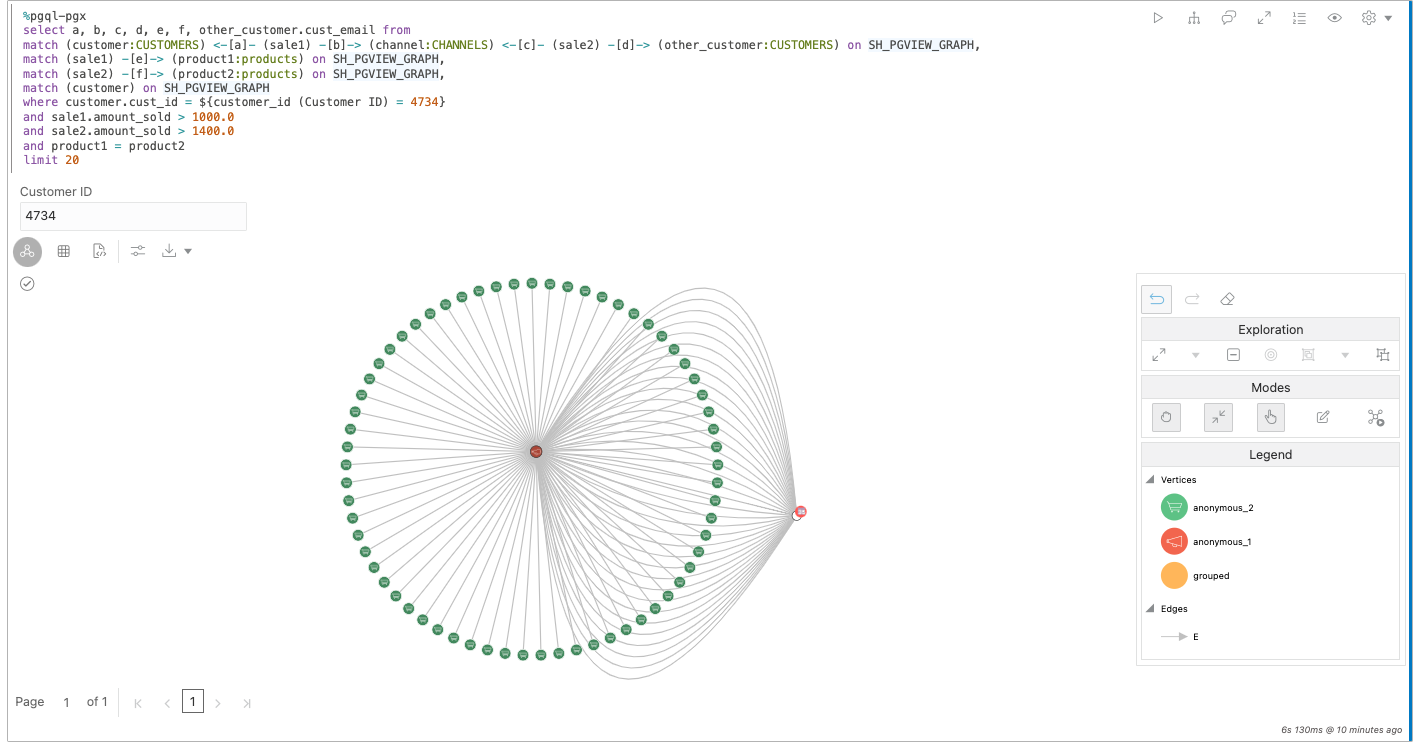 %pgql-pgx
select a, b, c, d, e, f, other_customer.cust_email from
match (customer:CUSTOMERS) <-[a]- (sale1) -[b]-> (channel:CHANNELS) <-[c]- (sale2) -[d]-> (other_customer:CUSTOMERS) on SH_PGVIEW_GRAPH,
match (sale1) -[e]-> (product1:products) on SH_PGVIEW_GRAPH,
match (sale2) -[f]-> (product2:products) on SH_PGVIEW_GRAPH,
match (customer) on SH_PGVIEW_GRAPH
where customer.cust_id = ${customer_id (Customer ID) = 4734}
and sale1.amount_sold > 1000.0
and sale2.amount_sold > 1400.0
and product1 = product2
limit 20
Customer ID
4734
Exploration
Modes
Legend
Vertices
anonymous_2
anonymous_1
grouped
Edges
E
Page 1 of 1 1
6s 130ms @ 10 minutes ago